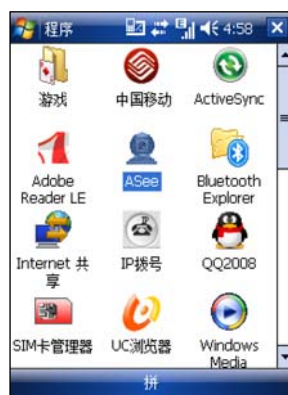 程序
4:58
游戏
中国移动
ActiveSync
Adobe
Reader LE
ASee
Bluetooth
Explorer
Internet 共
享
IP拨号
QQ2008
SIM卡管理器
UC浏览器
Windows
Media
拼